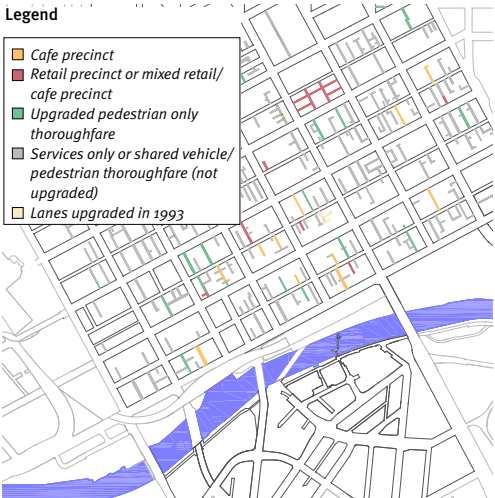 Legend
Cafe precinct
Retail precinct or mixed retail/
cafe precinct
Upgraded pedestrian only
thoroughfare
Services only or shared vehicle/
pedestrian thoroughfare (not
upgraded)
Lanes upgraded in 1993